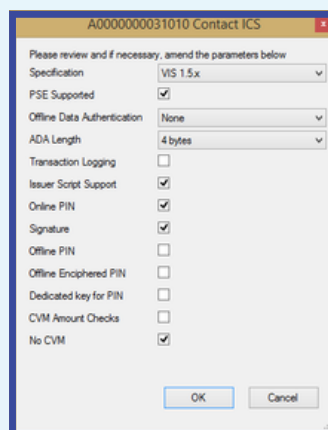 A0000000031010 Contact ICS
x
Please review and if necessary, amend the parameters below
Specification VIS 1.5.x
PSE Supported
Offline Data Authentication None
ADA Length 4 bytes
Transaction Logging
Issuer Script Support
Online PIN
Signature
Offline PIN
Offline Enciphered PIN
Dedicated key for PIN
CVM Amount Checks
No CVM
OK Cancel